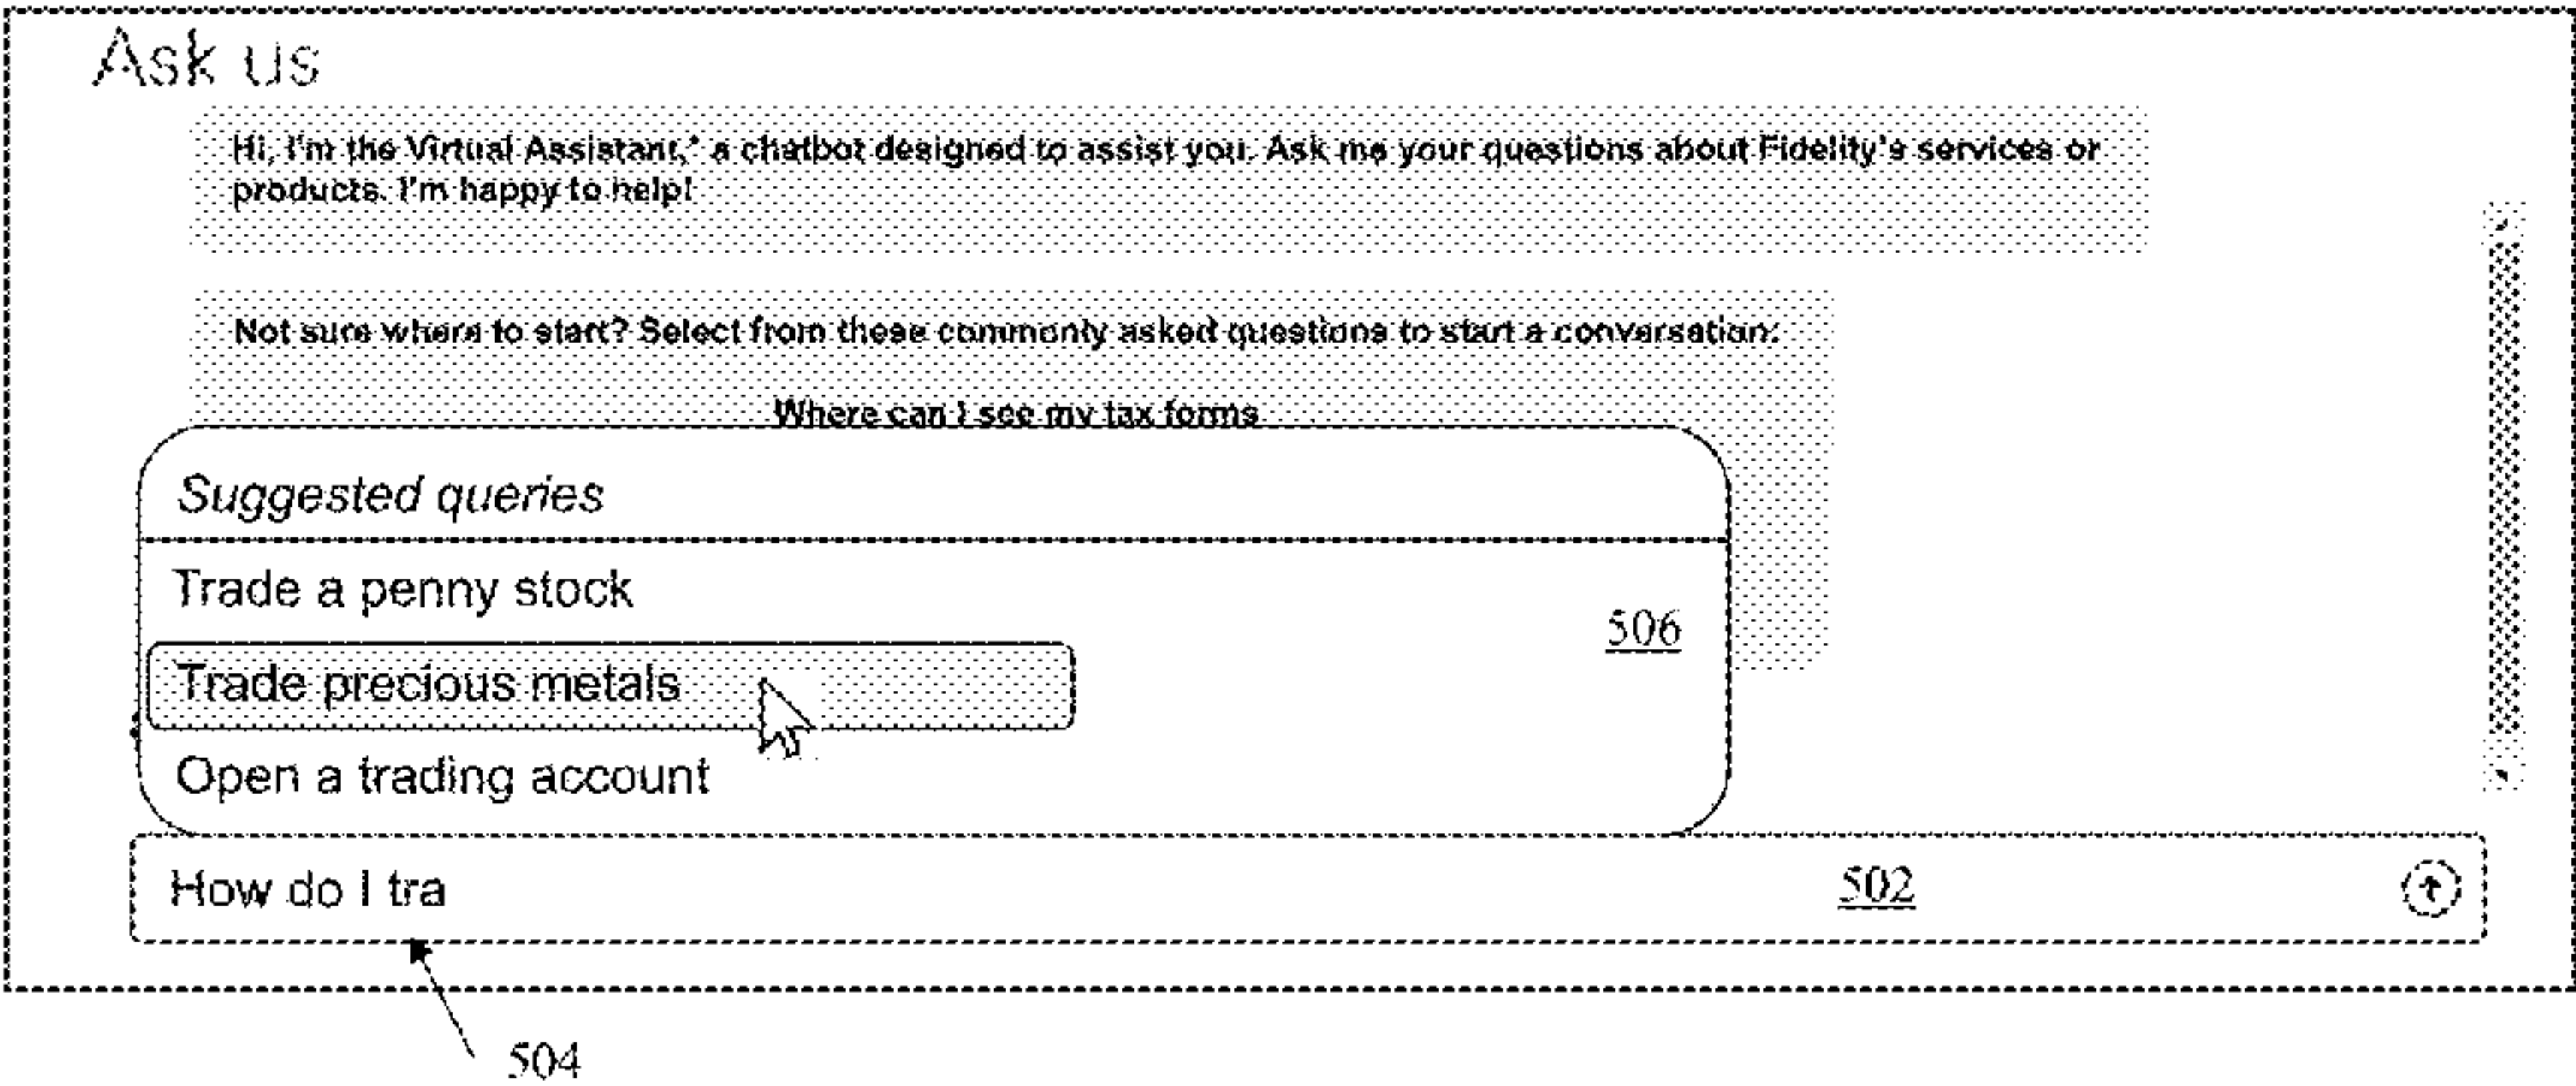 Ask us
Hi, I'm the Virtual Assistant,* a chatbot designed to assist you. Ask me your questions about Fidelity's services or
products. I'm happy to help!
Not sure where to start? Select from these commonly asked questions to start a conversation:
Where can I see my tax forms
Suggested queries
Trade a penny stock
506
Trade precious metals
Open a trading account
How do I tra 502
504